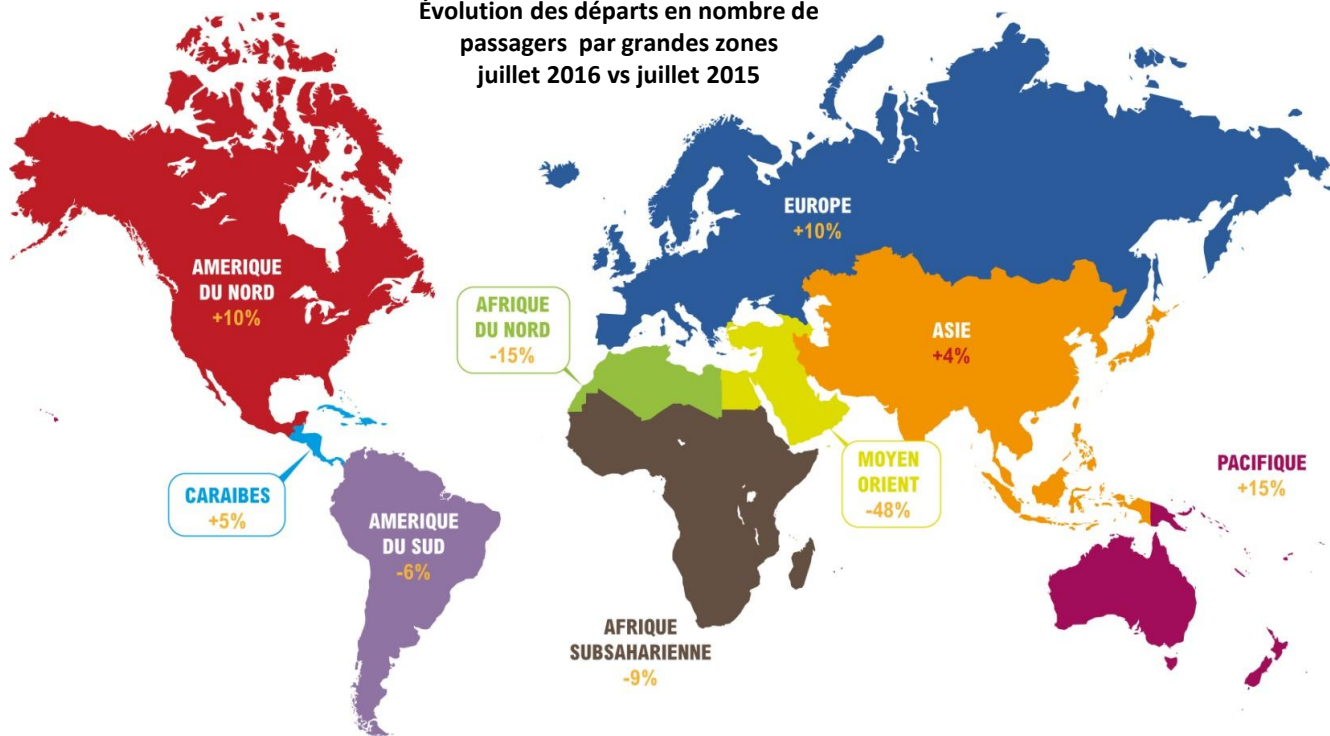 Évolution des départs en nombre de
passagers par grandes zones
juillet 2016 vs juillet 2015
EUROPE
+10%
AMERIQUE
DU NORD
+10%
AFRIQUE
DU NORD
-15%
ASIE
+4%
MOYEN
ORIENT
-48%
PACIFIQUE
+15%
CARAIBES
+5%
AMERIQUE
DU SUD
-6%
AFRIQUE
SUBSAHARIENNE
-9%